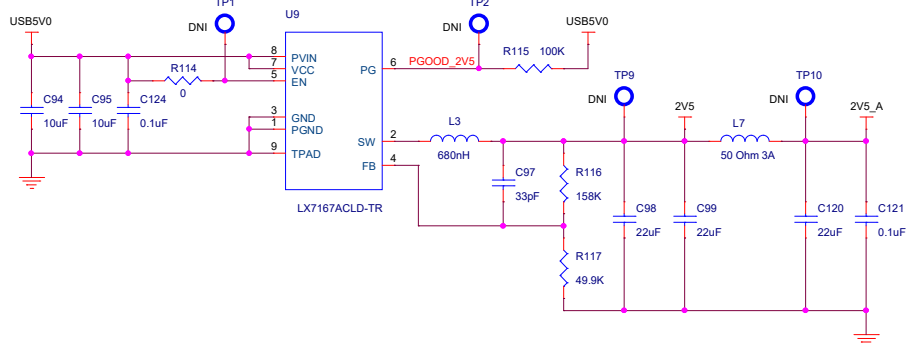 TP1
TP2
USB5V0
DNI
U9
DNI
USB5V0
8
PVIN
7
VCC
5
EN
PG
6
PGOOD_2V5
R115
100K
R114
0
TP9
TP10
C94
10uF
C95
10uF
C124
0.1uF
3
GND
1
PGND
9
TPAD
DNI
2V5
DNI
2V5_A
SW
2
L3
680nH
L7
50 Ohm 3A
FB
4
C97
33pF
R116
158K
LX7167ACLD-TR
C98
22uF
C99
22uF
C120
22uF
C121
0.1uF
R117
49.9K